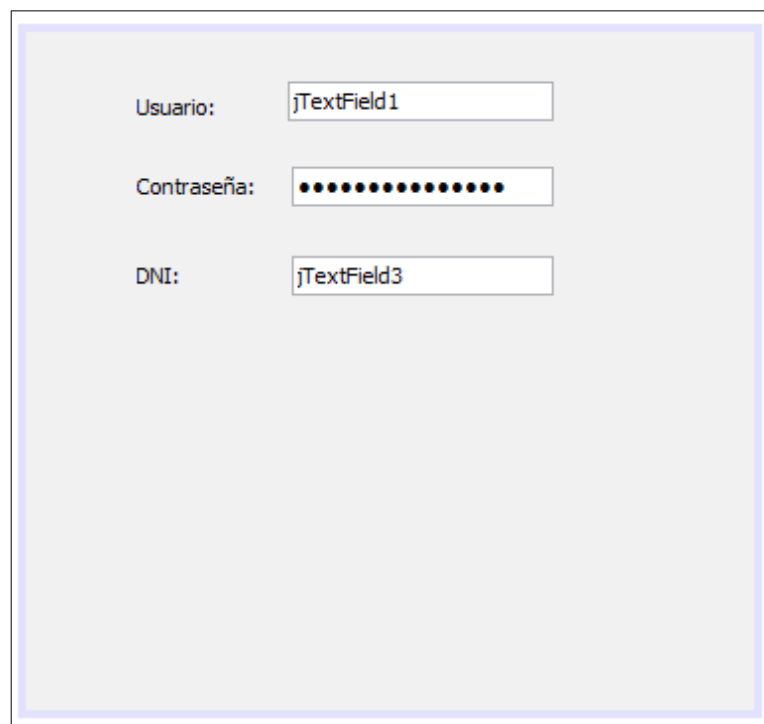 Usuario: jTextField1
Contraseña: •••••••••••••••
DNI: jTextField3